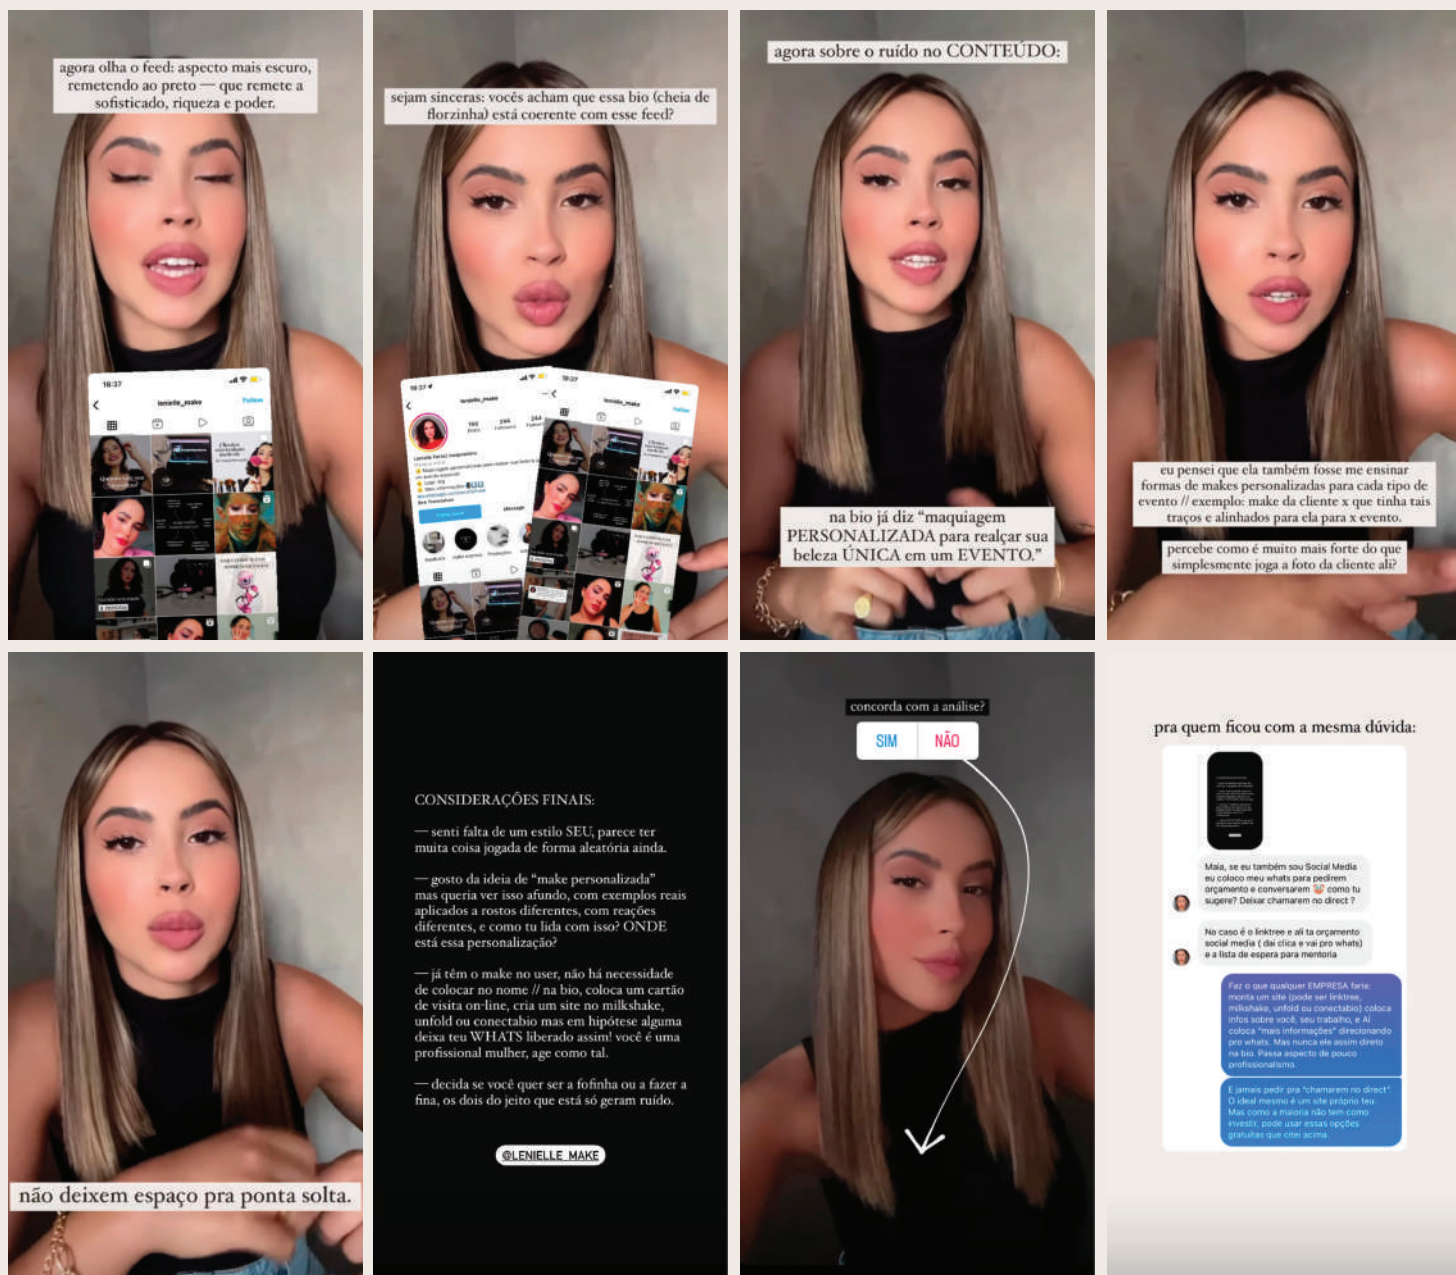 agora olha o feed: aspecto mais escuro,
remetendo ao preto — que remete a
sofisticado, riqueza e poder.
18:37
lenielle_make
Follow
sejam sinceras: vocês acham que essa bio (cheia de
florzinha) está coerente com esse feed?
18:37
lenielle_make
Message
18:37
lenielle_make
Follow
agora sobre o ruído no CONTEÚDO:
na bio já diz “maquiagem
PERSONALIZADA para realçar sua
beleza ÚNICA em um EVENTO.”
eu pensei que ela também fosse me ensinar
formas de makes personalizadas para cada tipo de
evento // exemplo: make da cliente x que tinha tais
traços e alinhados para ela para x evento.
percebe como é muito mais forte do que
simplesmente joga a foto da cliente ali?
não deixem espaço pra ponta solta.
CONSIDERAÇÕES FINAIS:
— senti falta de um estilo SEU, parece ter
muita coisa jogada de forma aleatória ainda.
— gosto da ideia de “make personalizada”
mas queria ver isso afundo, com exemplos reais
aplicados a rostos diferentes, com reações
diferentes, e como tu lida com isso? ONDE
está essa personalização?
— já têm o make no user, não há necessidade
de colocar no nome // na bio, coloca um cartão
de visita on-line, cria um site no milkshake,
unfold ou conectabio mas em hipótese alguma
deixa teu WHATS liberado assim! você é uma
profissional mulher, age como tal.
— decida se você quer ser a fofinha ou a fazer a
fina, os dois do jeito que está só geram ruído.
@LENIELLE_MAKE
concorda com a análise?
SIM
NÃO
pra quem ficou com a mesma dúvida:
Maia, se eu também sou Social Media
eu coloco meu whats para pedirem
orçamento e conversarem 🤡 como tu
sugere? Deixar chamarem no direct ?
No caso é o linktree e ali ta orçamento
social media ( dai clica e vai pro whats)
e a lista de espera para mentoria
Faz o que qualquer EMPRESA faria:
monta um site (pode ser linktree,
milkshake, unfold ou conectabio) coloca
infos sobre você, seu trabalho, e AÍ
coloca “mais informações” direcionando
pro whats. Mas nunca ele assim direto
na bio. Passa aspecto de pouco
profissionalismo.
E jamais pedir pra “chamarem no direct”.
O ideal mesmo é um site próprio teu.
Mas como a maioria não tem como
investir, pode usar essas opções
gratuitas que citei acima.